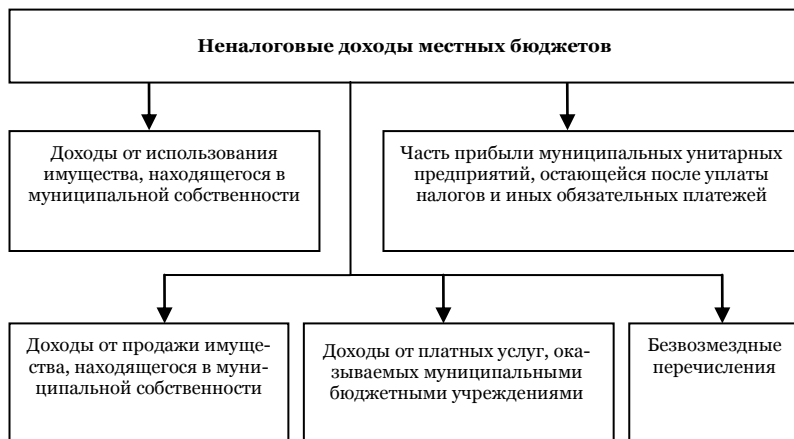 Неналоговые доходы местных бюджетов
Доходы от использования
имущества, находящегося в
муниципальной собственности
Часть прибыли муниципальных унитарных
предприятий, остающейся после уплаты
налогов и иных обязательных платежей
Доходы от продажи имуще-
ства, находящегося в муни-
ципальной собственности
Доходы от платных услуг, ока-
зываемых муниципальными
бюджетными учреждениями
Безвозмездные
перечисления